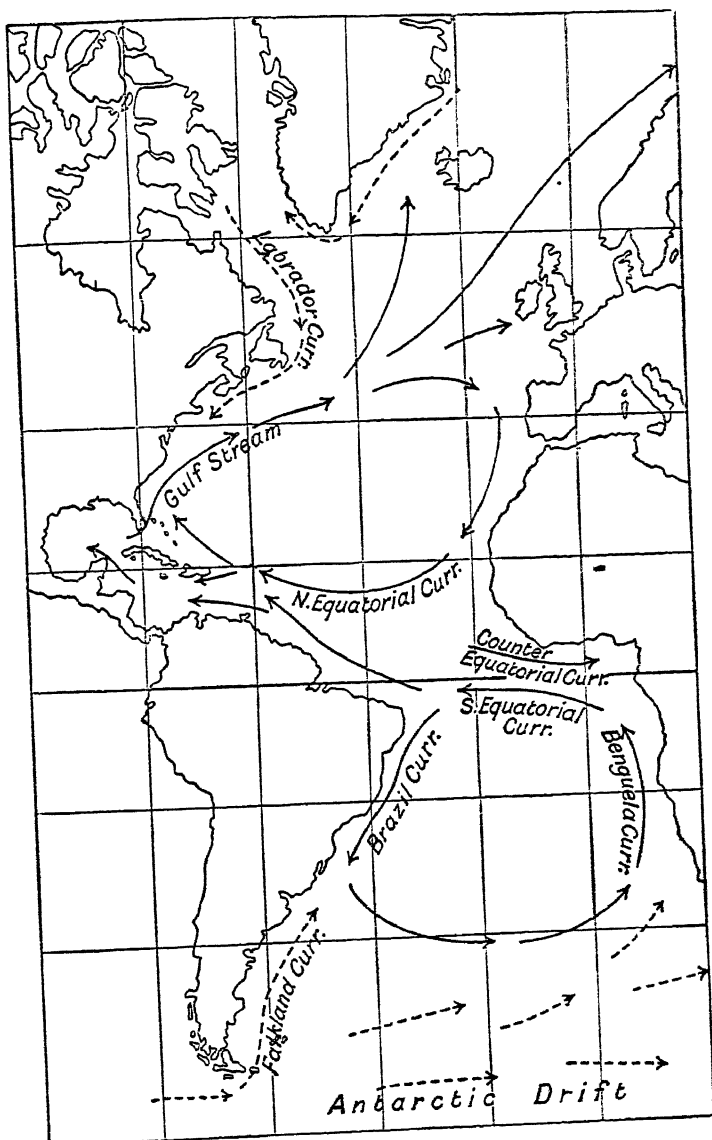 Labrador Curr.
Gulf Stream
N. Equatorial Curr.
Counter
Equatorial Curr.
S. Equatorial
Curr.
Brazil Curr.
Benguela Curr.
Falkland Curr.
Antarctic Drift